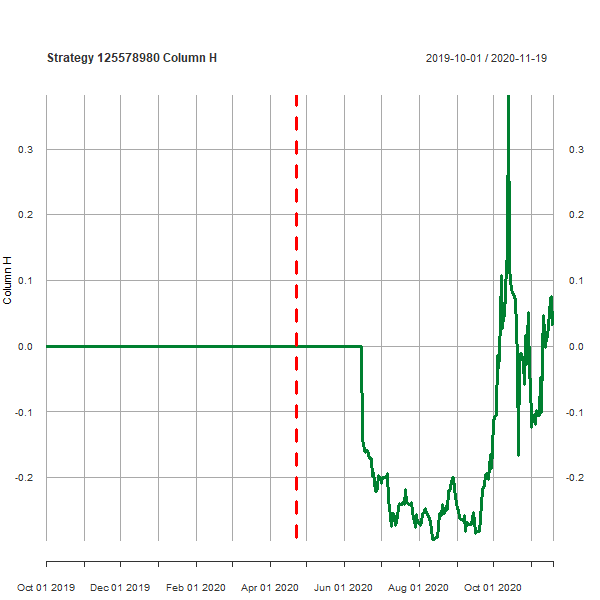 Strategy 125578980 Column H
2019-10-01 / 2020-11-19
Column H
0.3
0.2
0.1
0.0
-0.1
-0.2
0.3
0.2
0.1
0.0
-0.1
-0.2
Oct 01 2019
Dec 01 2019
Feb 01 2020
Apr 01 2020
Jun 01 2020
Aug 01 2020
Oct 01 2020